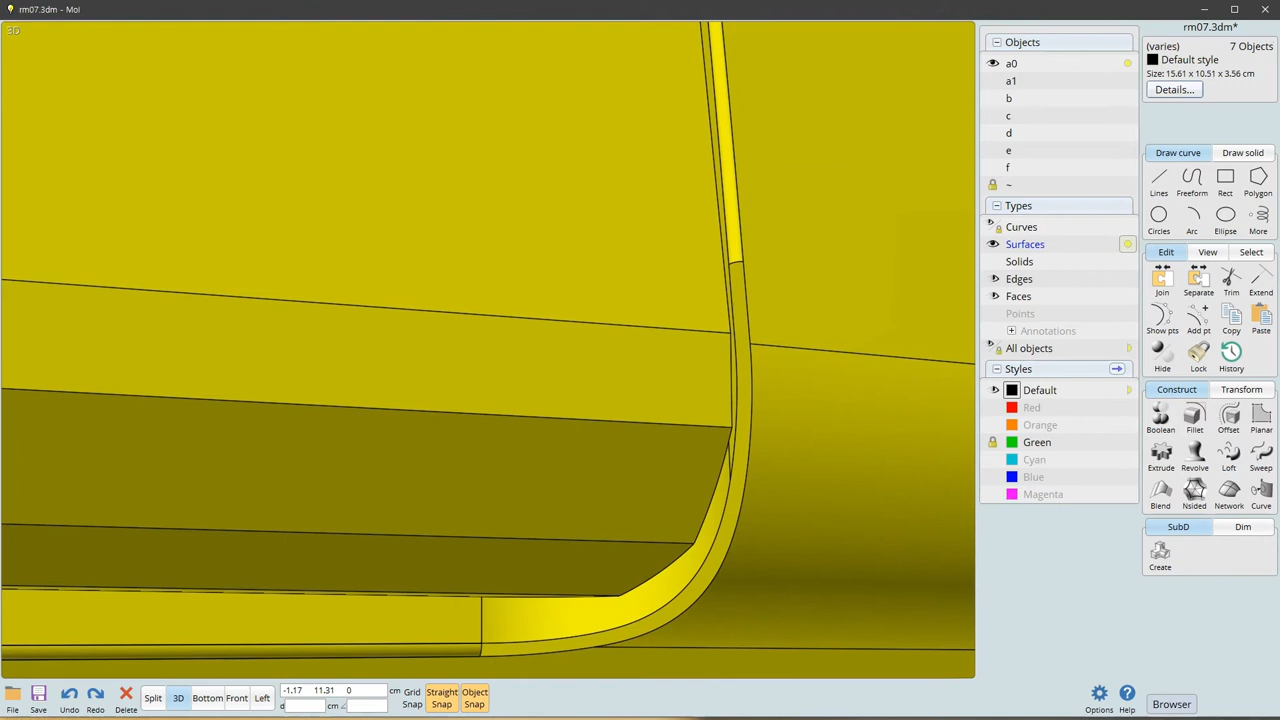 rm07.3dm - MoI
3D
Objects
a0
a1
b
c
d
e
f
~
Types
Curves
Surfaces
Solids
Edges
Faces
Points
Annotations
All objects
Styles
Default
Red
Orange
Green
Cyan
Blue
Magenta
rm07.3dm*
(varies) 7 Objects
Default style
Size: 15.61 x 10.51 x 3.56 cm
Details...
Draw curve Draw solid
Lines Freeform Rect Polygon
Circles Arc Ellipse More
Edit View Select
Join Separate Trim Extend
Show pts Add pt Copy Paste
Hide Lock History
Construct Transform
Boolean Fillet Offset Planar
Extrude Revolve Loft Sweep
Blend Nsided Network Curve
SubD Dim
Create
File Save Undo Redo Delete
Split 3D Bottom Front Left
-1.17 11.31 0 cm
d cm
Grid Snap
Straight Snap
Object Snap
Options Help Browser